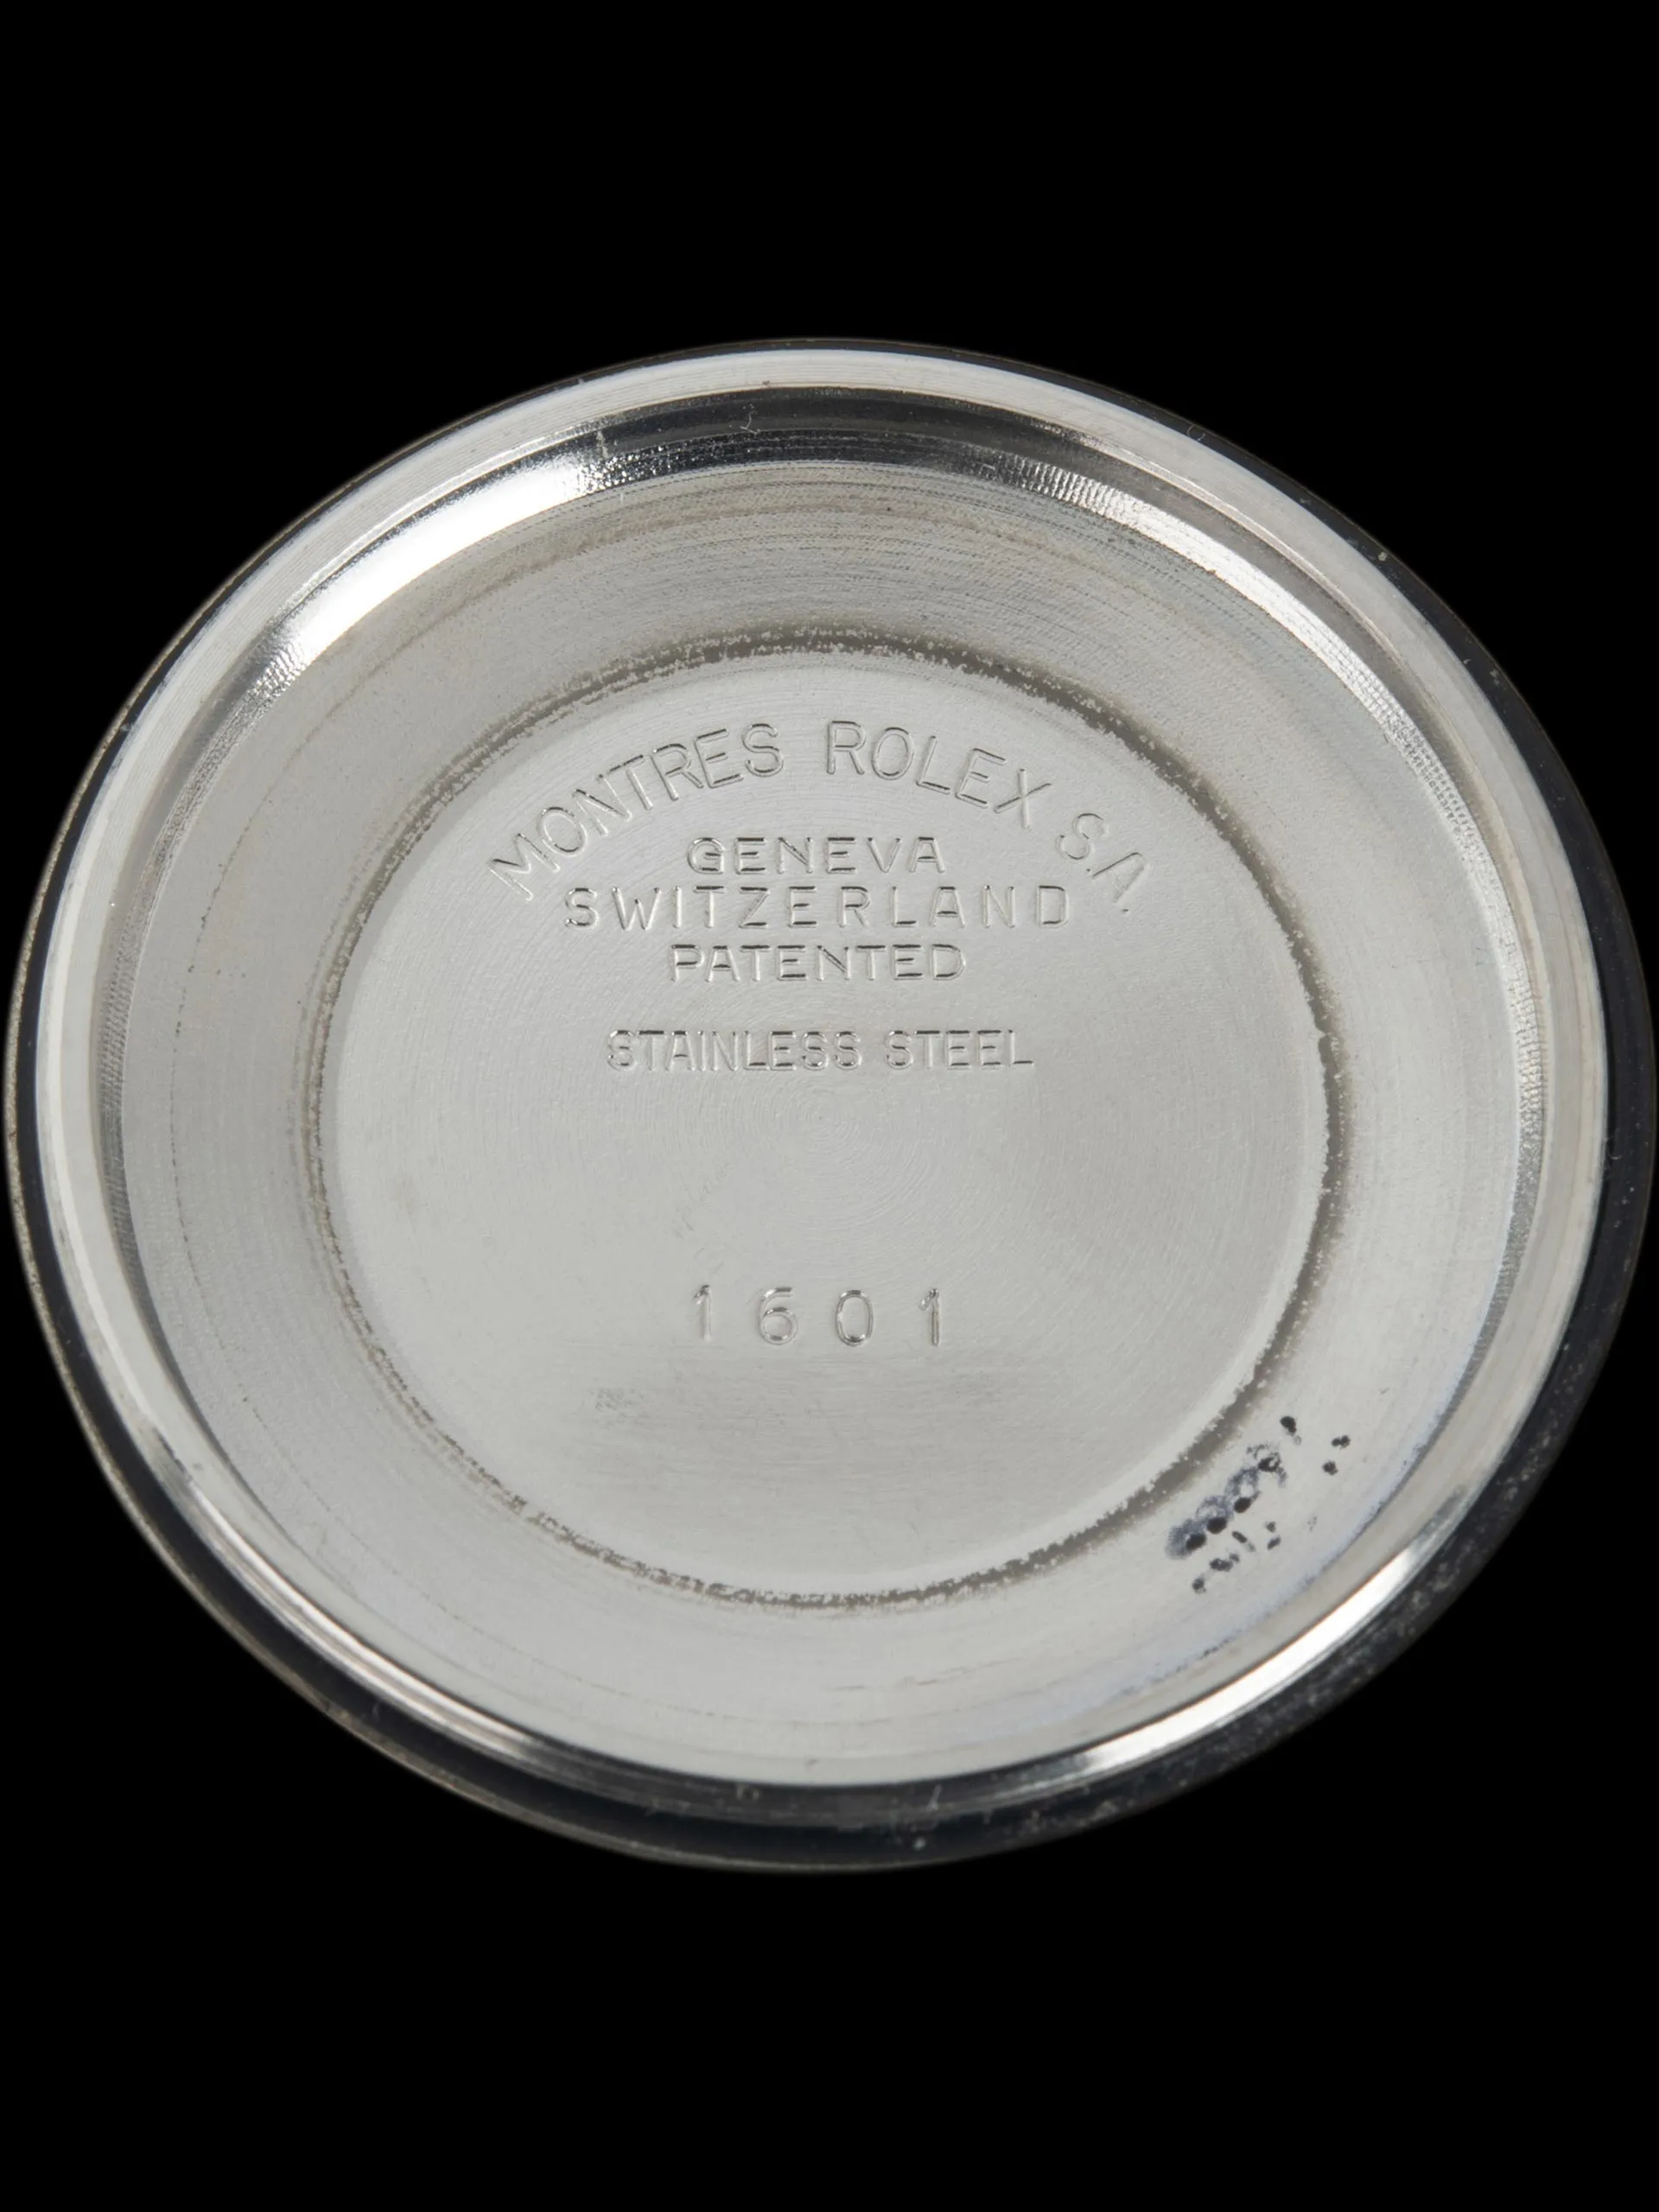 MONTRES ROLEX S.A.
GENEVA
SWITZERLAND
PATENTED
STAINLESS STEEL
1601